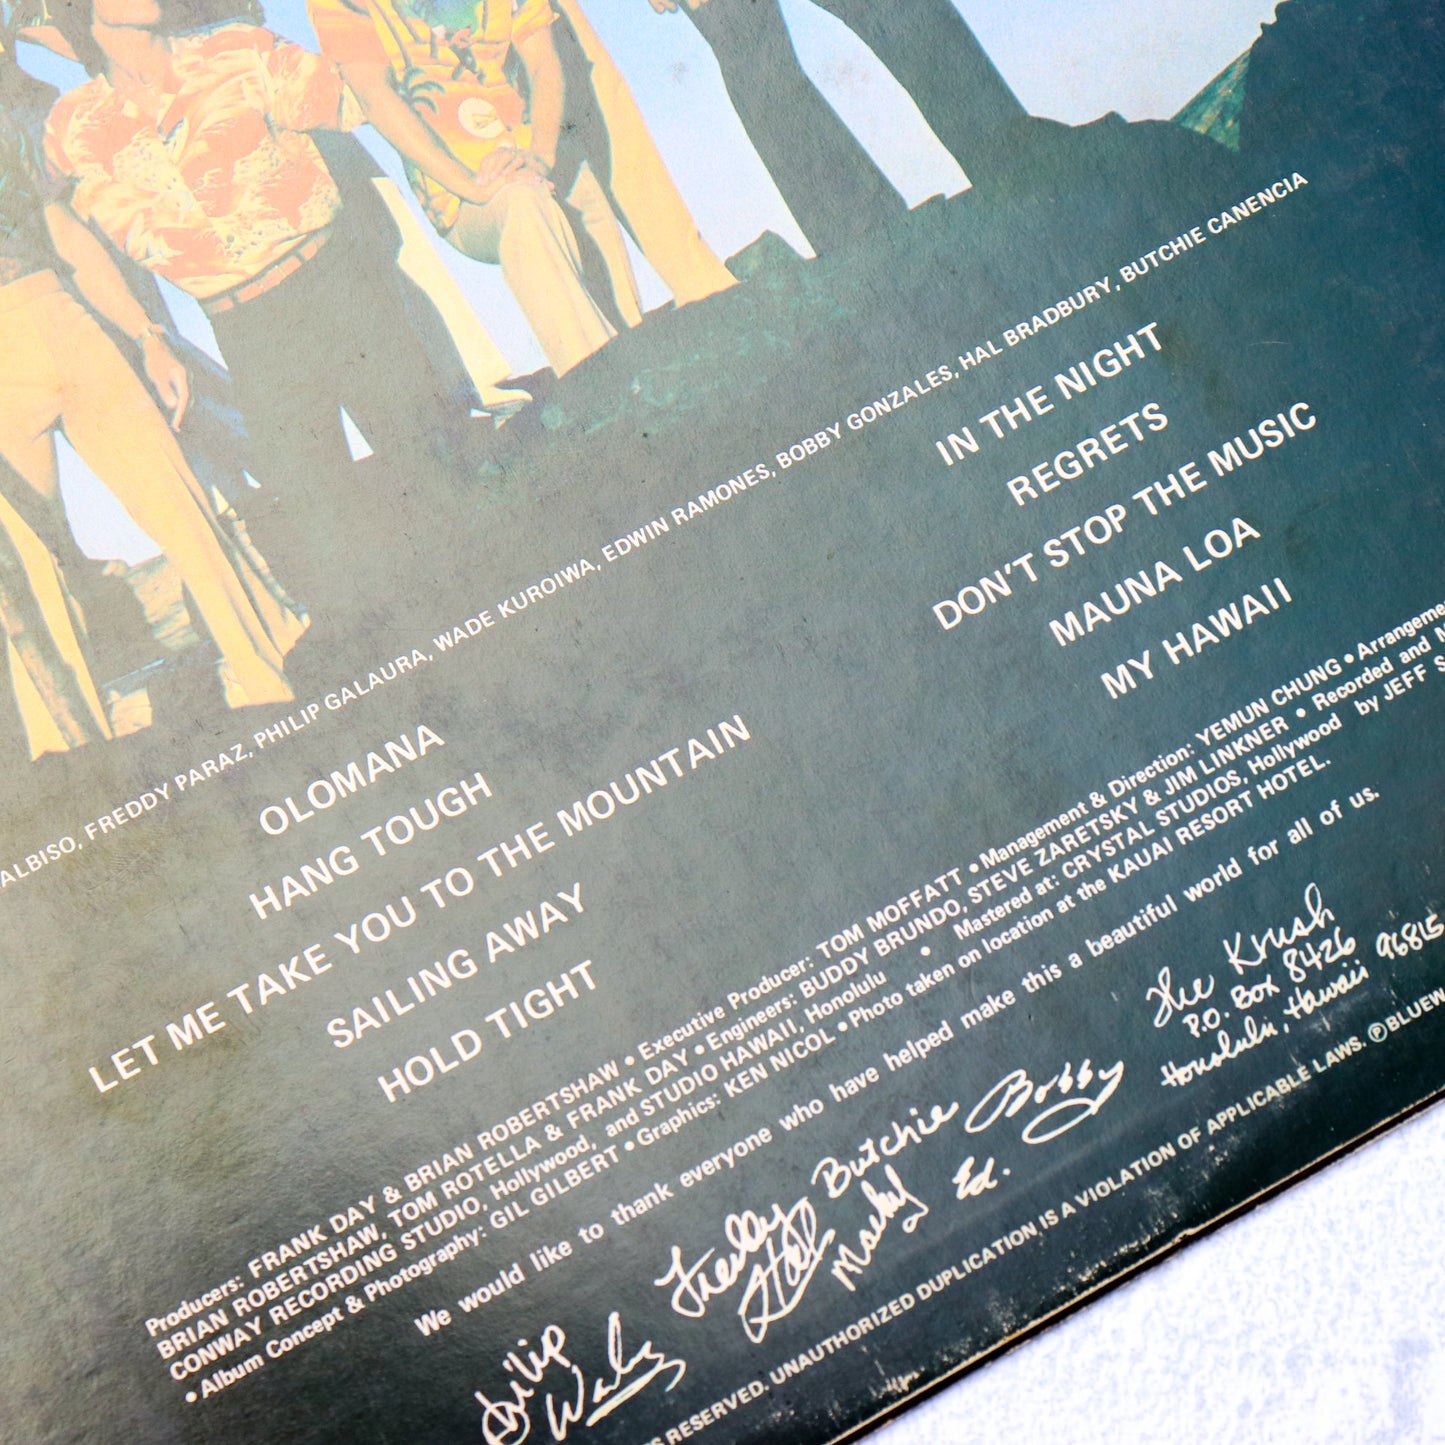 ALBISO, FREDDY PARAZ, PHILIP GALAURA, WADE KUROIWA, EDWIN RAMONES, BOBBY GONZALES, HAL BRADBURY, BUTCHIE CANENCIA
OLOMANA
HANG TOUGH
LET ME TAKE YOU TO THE MOUNTAIN
SAILING AWAY
HOLD TIGHT
IN THE NIGHT
REGRETS
DON'T STOP THE MUSIC
MAUNA LOA
MY HAWAII
Producers: FRANK DAY & BRIAN ROBERTSHAW • Executive Producer: TOM MOFFATT • Management & Direction: YEMUN CHUNG • Arrangeme
BRIAN ROBERTSHAW, TOM ROTELLA & FRANK DAY • Engineers: BUDDY BRUNDO, STEVE ZARETSKY & JIM LINKNER • Recorded and M
CONWAY RECORDING STUDIO, Hollywood, and STUDIO HAWAII, Honolulu • Mastered at: CRYSTAL STUDIOS, Hollywood by JEFF S
• Album Concept & Photography: GIL GILBERT • Graphics: KEN NICOL • Photo taken on location at the KAUAI RESORT HOTEL.
We would like to thank everyone who have helped make this a beautiful world for all of us.
Philip Freddy Butchie Bobby
Hal Macky Ed.
The Krush
P.O. Box 8426
Honolulu, Hawaii 96815
S RESERVED. UNAUTHORIZED DUPLICATION IS A VIOLATION OF APPLICABLE LAWS. ℗ BLUEW